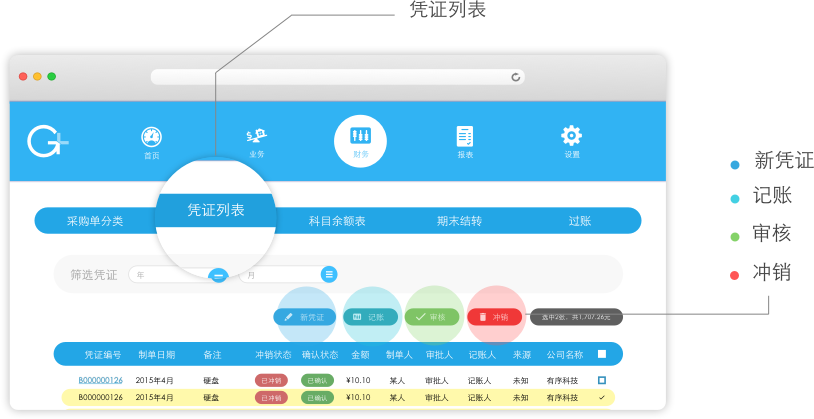 凭证列表
G+
首页 业务 财务 报表 设置
新凭证
记账
审核
冲销
采购单分类 凭证列表 科目余额表 期末结转 过账
筛选凭证 年 月
新凭证 记账 审核 冲销 选中2张, 共1,707.26元
凭证编号 制单日期 备注 冲销状态 确认状态 金额 制单人 审批人 记账人 来源 公司名称
B000000126 2015年4月 硬盘 已冲销 已确认 ¥10.10 某人 审批人 记账人 未知 有序科技
B000000126 2015年4月 硬盘 已冲销 已确认 ¥10.10 某人 审批人 记账人 未知 有序科技